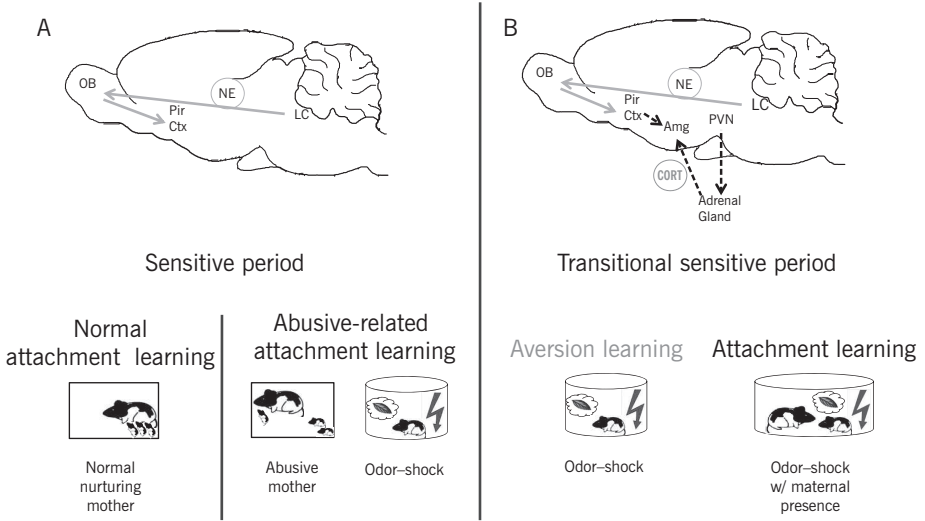 A
OB
NE
LC
Pir
Ctx
Sensitive period
Normal
attachment learning
Normal
nurturing
mother
Abusive-related
attachment learning
Abusive
mother
Odor–shock
B
OB
NE
LC
Pir
Ctx
Amg
PVN
CORT
Adrenal
Gland
Transitional sensitive period
Aversion learning
Odor–shock
Attachment learning
Odor–shock
w/ maternal
presence